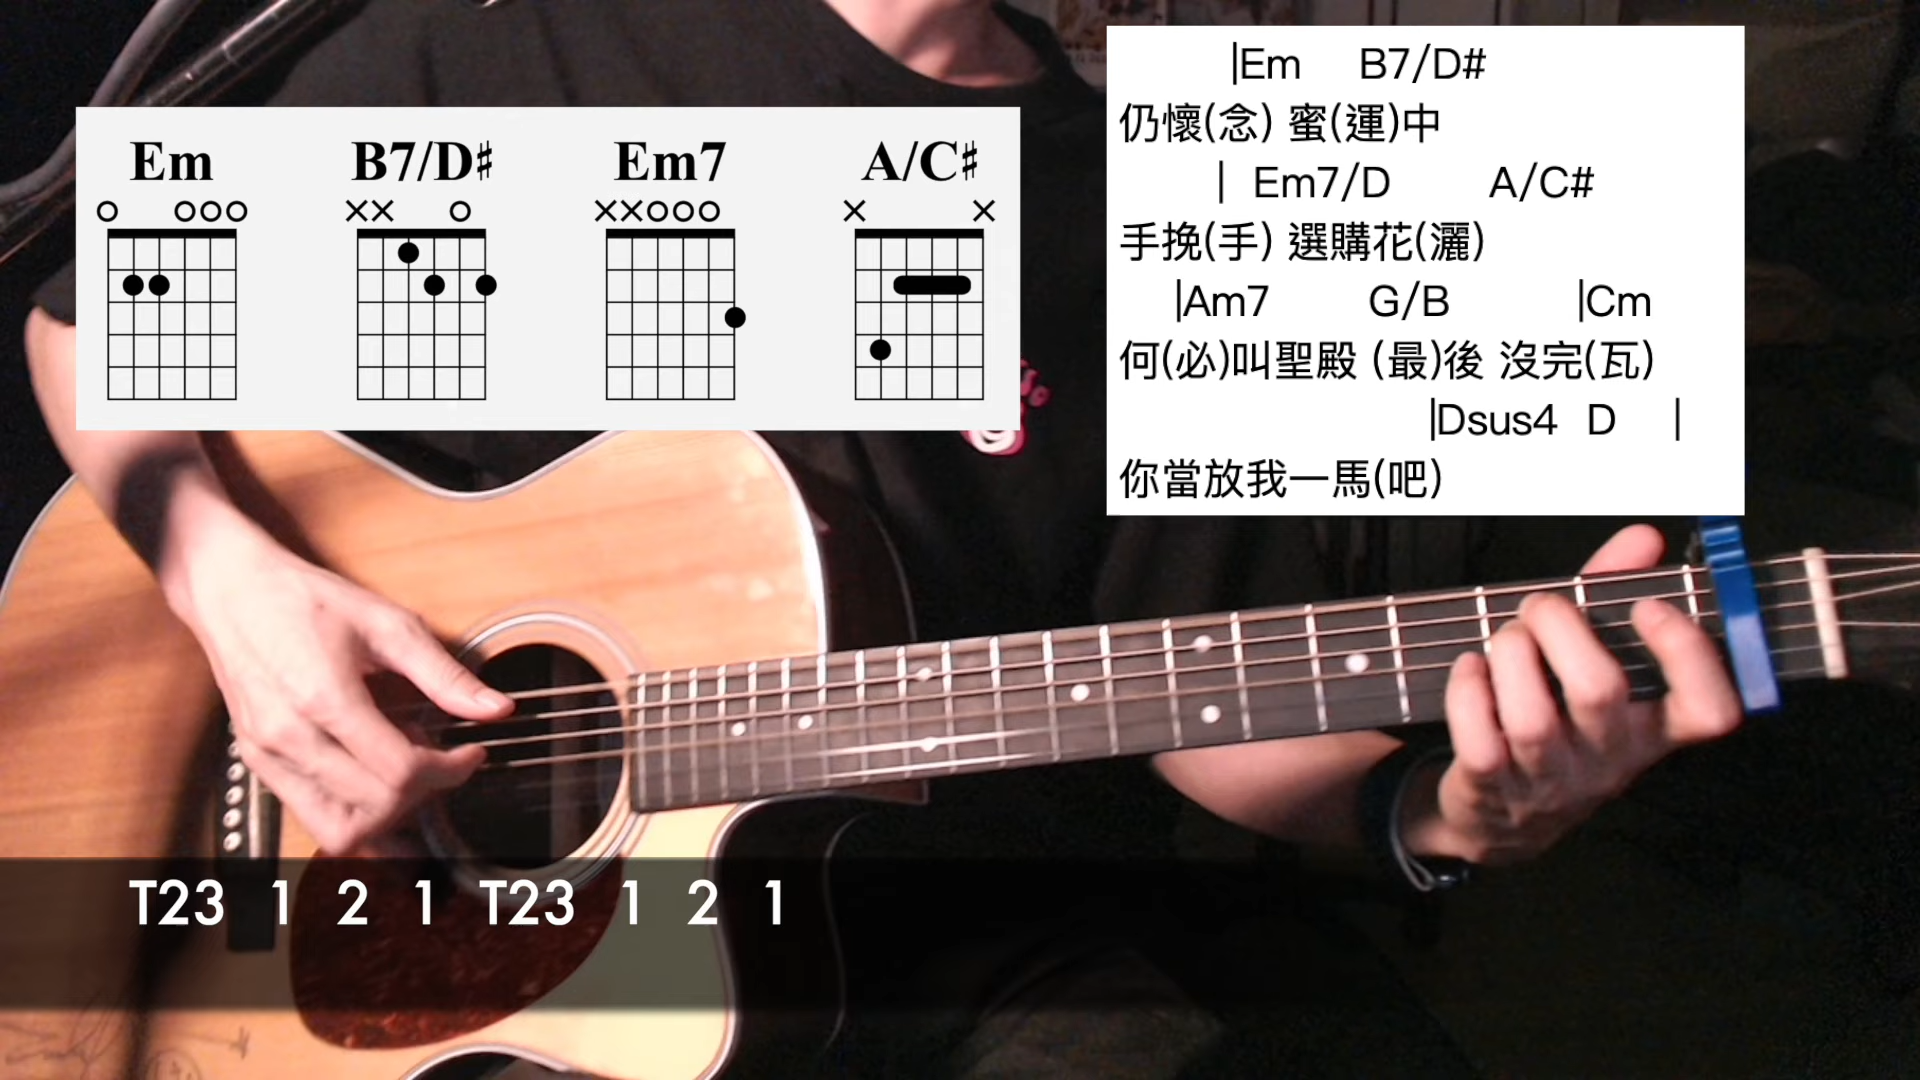 Em B7/D♯ Em7 A/C♯
|Em B7/D#
仍懷(念) 蜜(運)中
| Em7/D A/C#
手挽(手) 選購花(灑)
|Am7 G/B |Cm
何(必)叫聖殿 (最)後 沒完(瓦)
|Dsus4 D |
你當放我一馬(吧)
T23 1 2 1 T23 1 2 1